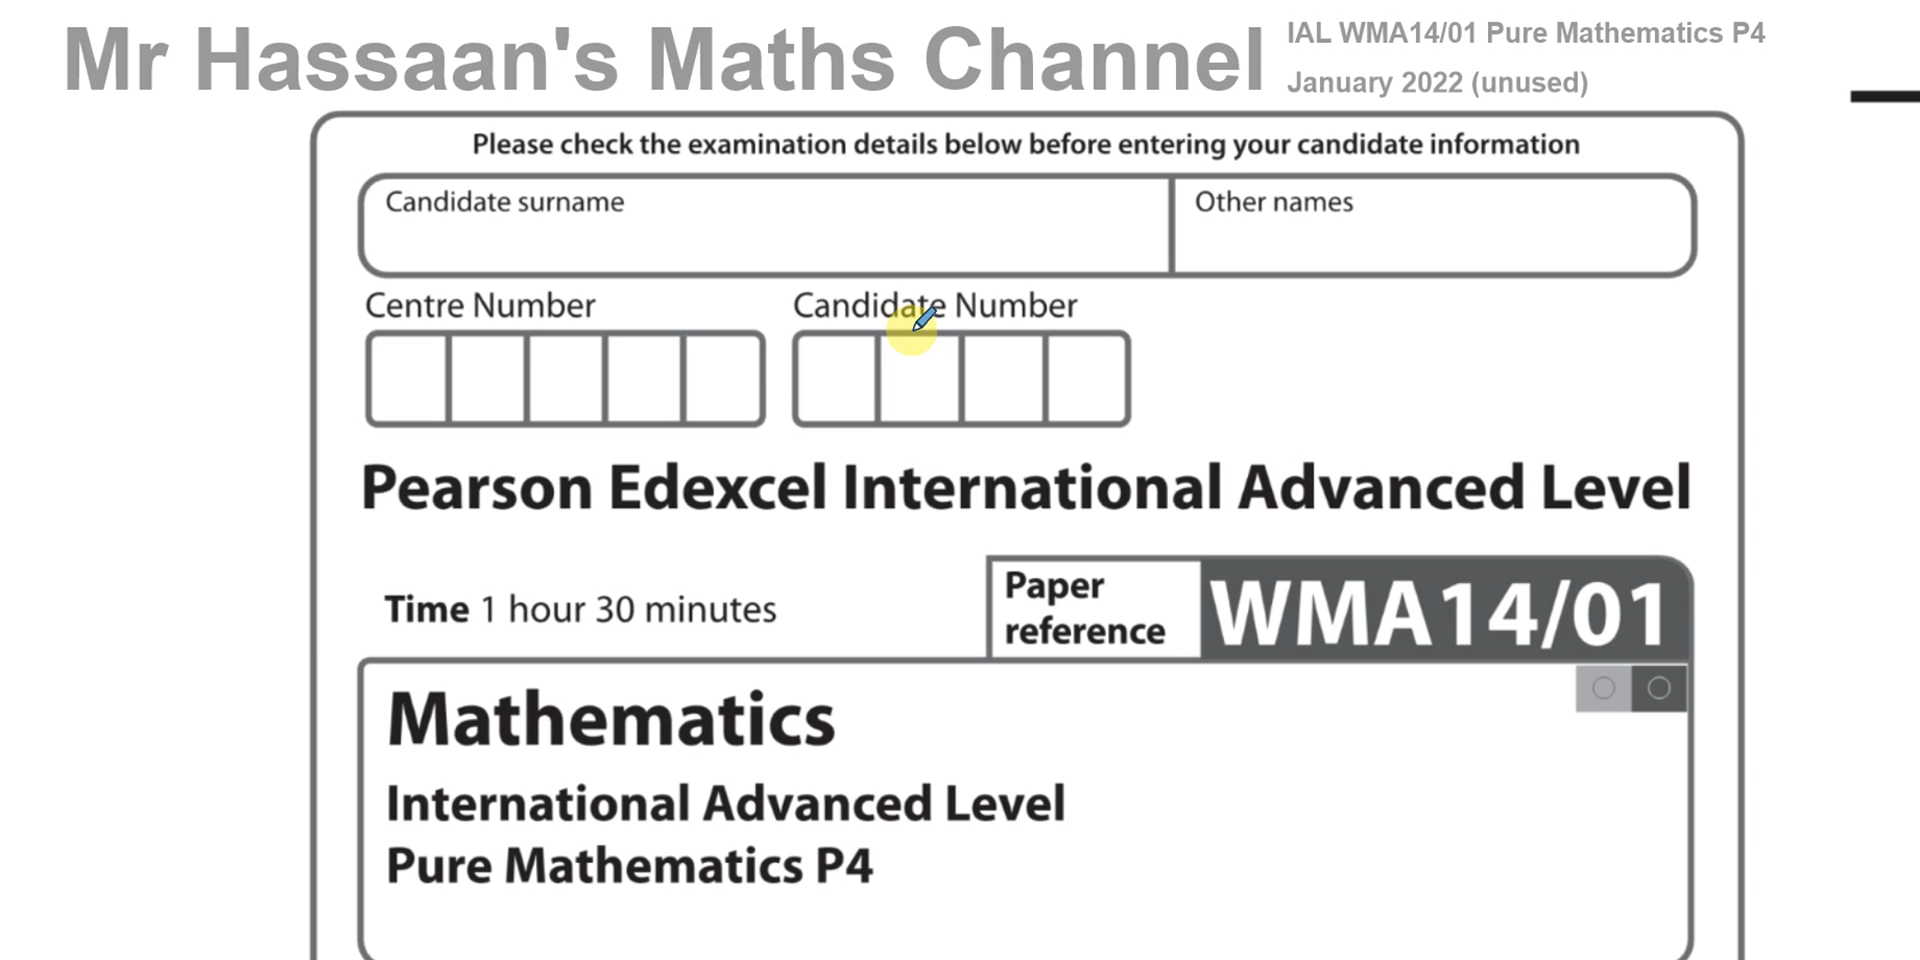 Mr Hassaan's Maths Channel
IAL WMA14/01 Pure Mathematics P4
January 2022 (unused)
Please check the examination details below before entering your candidate information
Candidate surname
Other names
Centre Number
Candidate Number
Pearson Edexcel International Advanced Level
Time 1 hour 30 minutes
Paper
reference
WMA14/01
Mathematics
International Advanced Level
Pure Mathematics P4